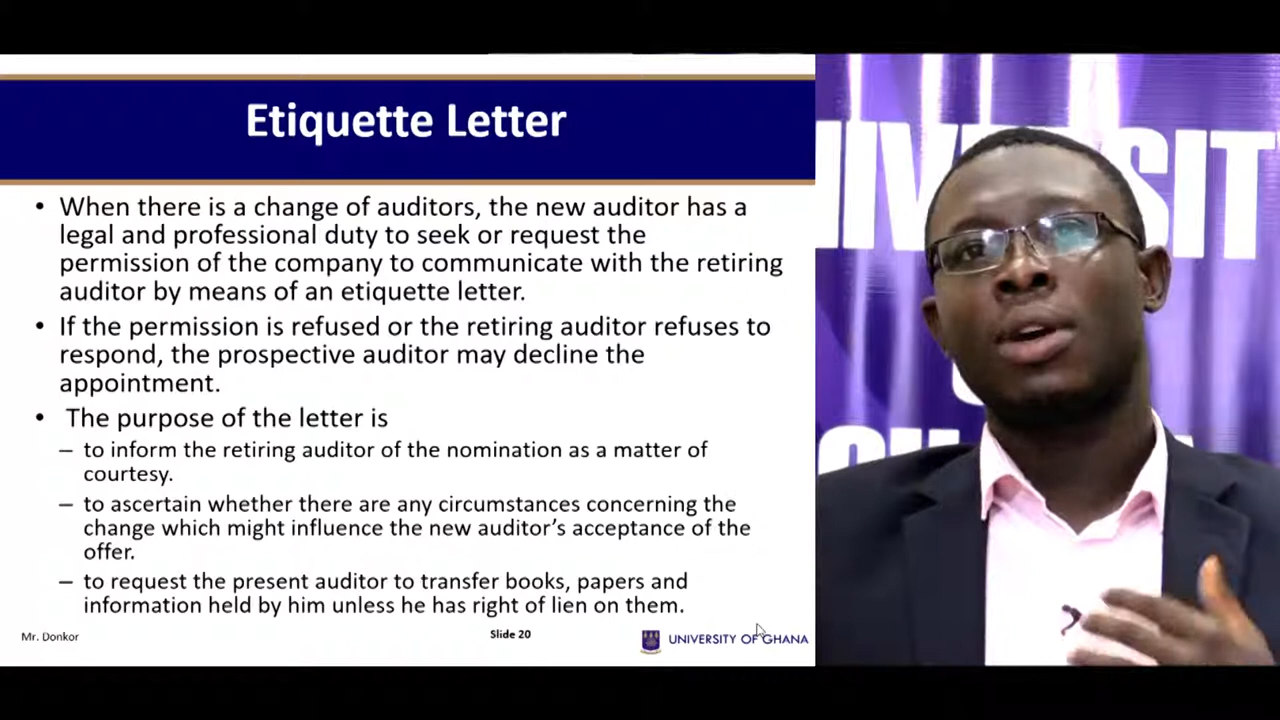 Etiquette Letter
• When there is a change of auditors, the new auditor has a
legal and professional duty to seek or request the
permission of the company to communicate with the retiring
auditor by means of an etiquette letter.
• If the permission is refused or the retiring auditor refuses to
respond, the prospective auditor may decline the
appointment.
• The purpose of the letter is
– to inform the retiring auditor of the nomination as a matter of
courtesy.
– to ascertain whether there are any circumstances concerning the
change which might influence the new auditor's acceptance of the
offer.
– to request the present auditor to transfer books, papers and
information held by him unless he has right of lien on them.
Mr. Donkor
Slide 20
UNIVERSITY OF GHANA